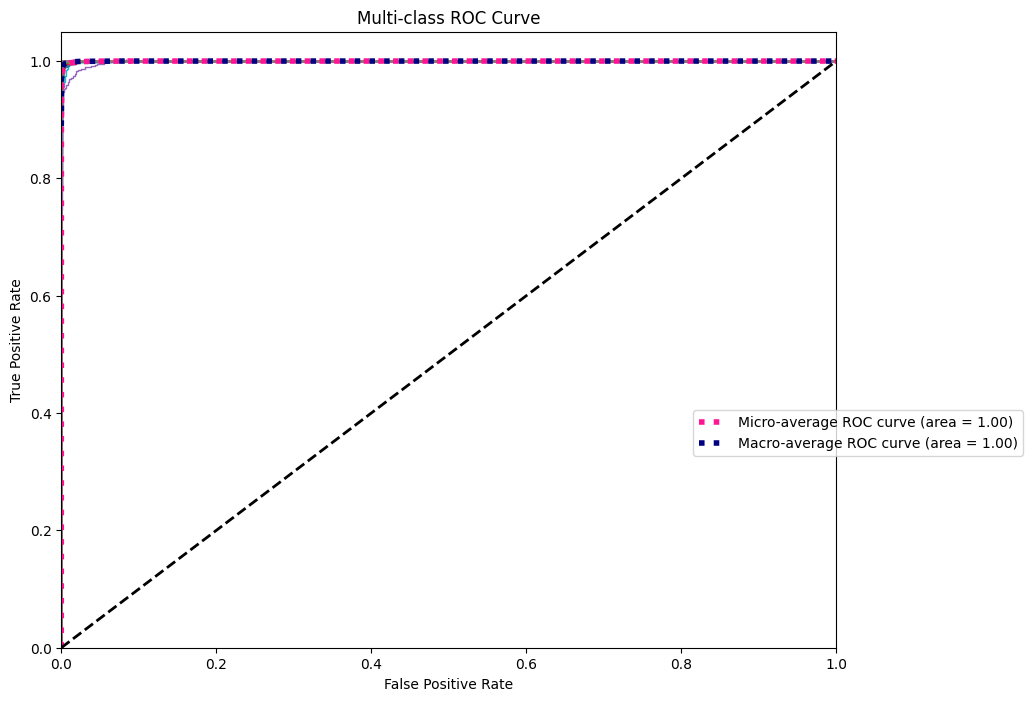 Multi-class ROC Curve
True Positive Rate
1.0
0.8
0.6
0.4
0.2
0.0
Micro-average ROC curve (area = 1.00)
Macro-average ROC curve (area = 1.00)
0.0 0.2 0.4 0.6 0.8 1.0
False Positive Rate